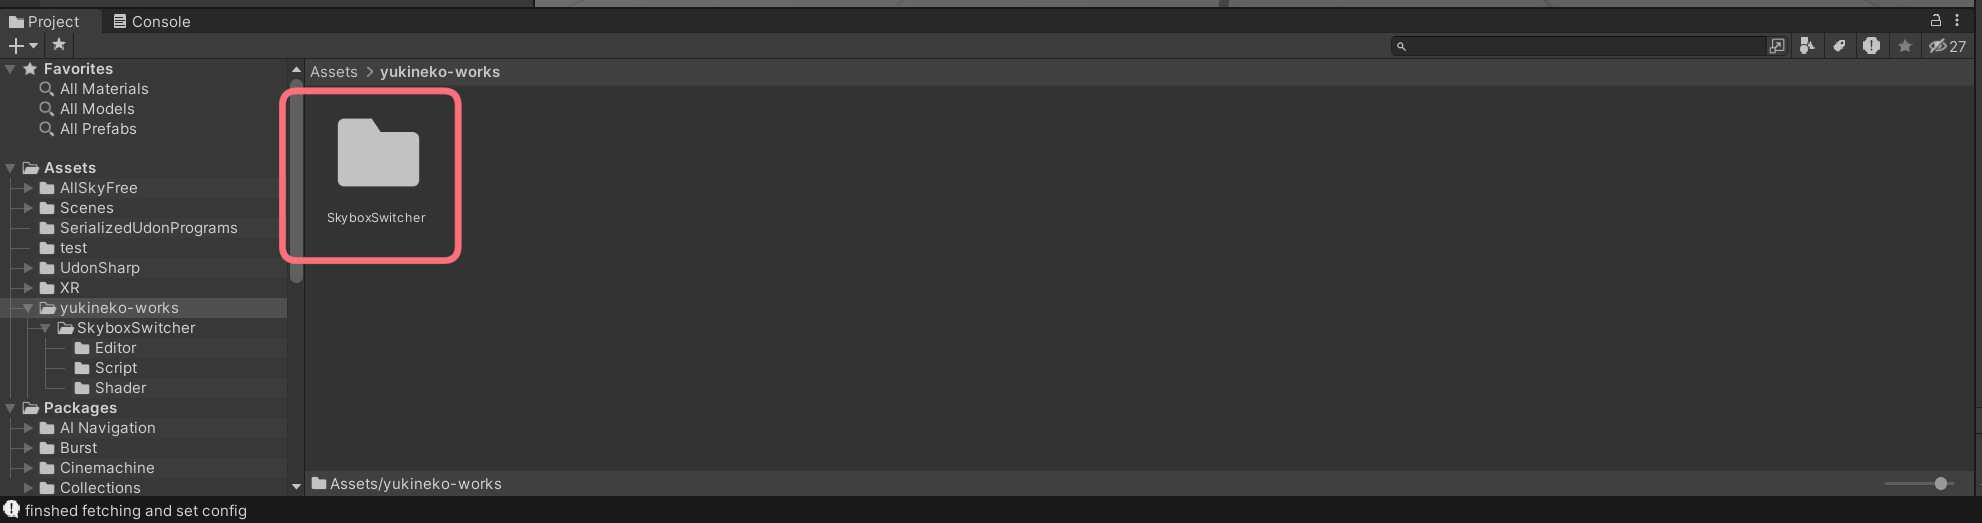 Project
Console
27
Favorites
All Materials
All Models
All Prefabs
Assets
AllSkyFree
Scenes
SerializedUdonPrograms
test
UdonSharp
XR
yukineko-works
SkyboxSwitcher
Editor
Script
Shader
Packages
AI Navigation
Burst
Cinemachine
Collections
Assets > yukineko-works
SkyboxSwitcher
Assets/yukineko-works
finshed fetching and set config